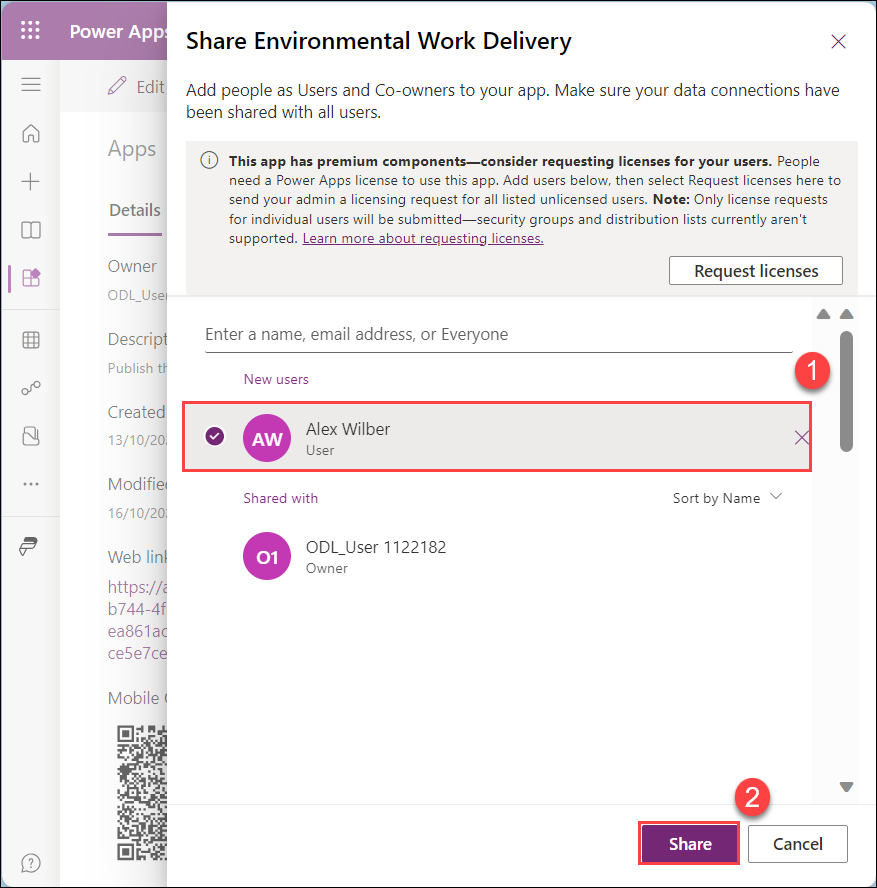 Power Apps
Edit
Apps
Details
Owner
ODL_User
Descript
Publish th
Created
13/10/20
Modified
16/10/20
Web link
https://a
b744-4f
ea861ac
ce5e7ce
Mobile
Share Environmental Work Delivery
Add people as Users and Co-owners to your app. Make sure your data connections have
been shared with all users.
This app has premium components—consider requesting licenses for your users. People
need a Power Apps license to use this app. Add users below, then select Request licenses here to
send your admin a licensing request for all listed unlicensed users. Note: Only license requests
for individual users will be submitted—security groups and distribution lists currently aren't
supported. Learn more about requesting licenses.
Request licenses
Enter a name, email address, or Everyone
1
New users
AW
Alex Wilber
User
Shared with
Sort by Name
O1
ODL_User 1122182
Owner
2
Share
Cancel